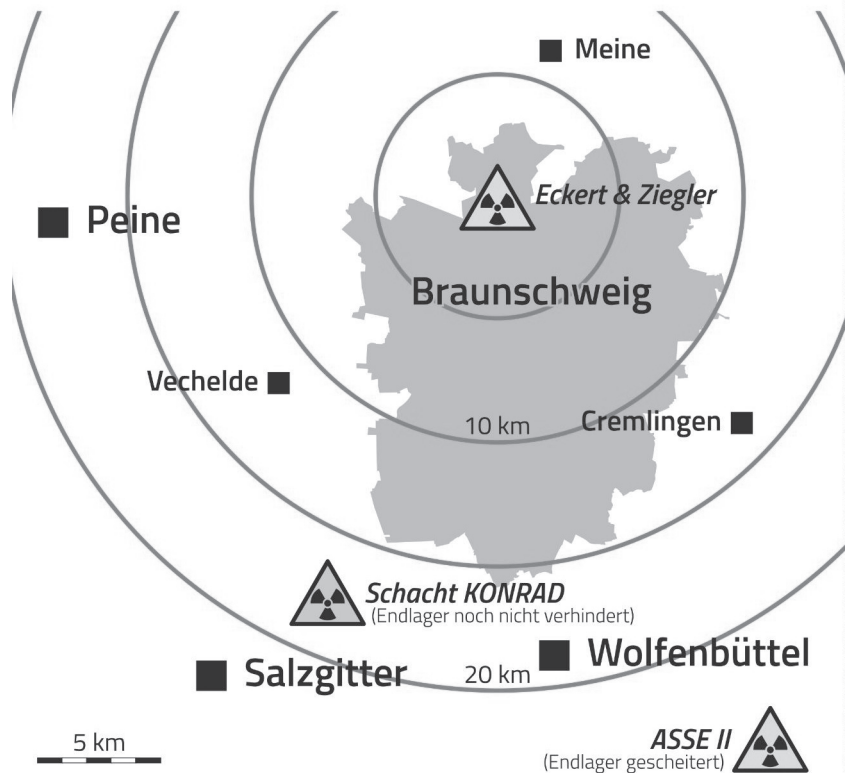 Meine
Eckert & Ziegler
Peine
Braunschweig
Vechelde
10 km
Cremlingen
Schacht KONRAD
(Endlager noch nicht verhindert)
Wolfenbüttel
Salzgitter
20 km
5 km
ASSE II
(Endlager gescheitert)